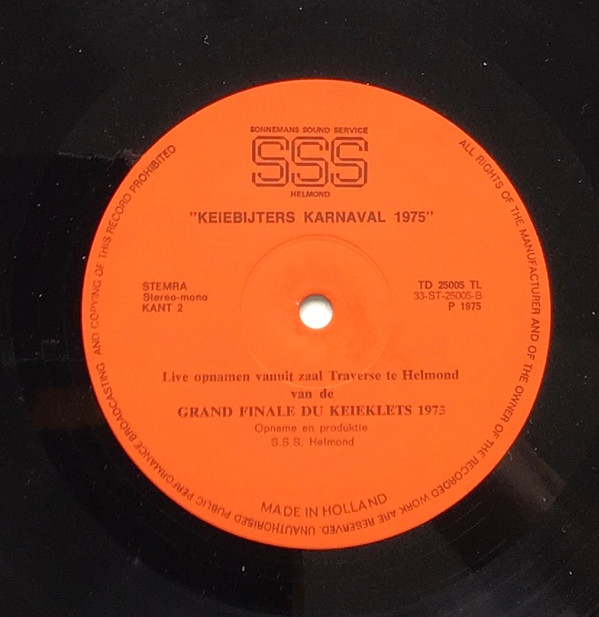 SONNEMANS SOUND SERVICE
SSS
HELMOND
"KEIEBIJTERS KARNAVAL 1975"
STEMRA
Stereo-mono
KANT 2
TD 25005 TL
33-ST-25005-B
P 1975
Live opnamen vanuit zaal Traverse te Helmond
van de
GRAND FINALE DU KEIEKLETS 1975
Opname en produktie
S.S.S. Helmond
MADE IN HOLLAND
ALL RIGHTS OF THE MANUFACTURER AND OF THE OWNER OF THE RECORDED WORK ARE RESERVED. UNAUTHORISED PUBLIC PERFORMANCE BROADCASTING AND COPYING OF THIS RECORD PROHIBITED